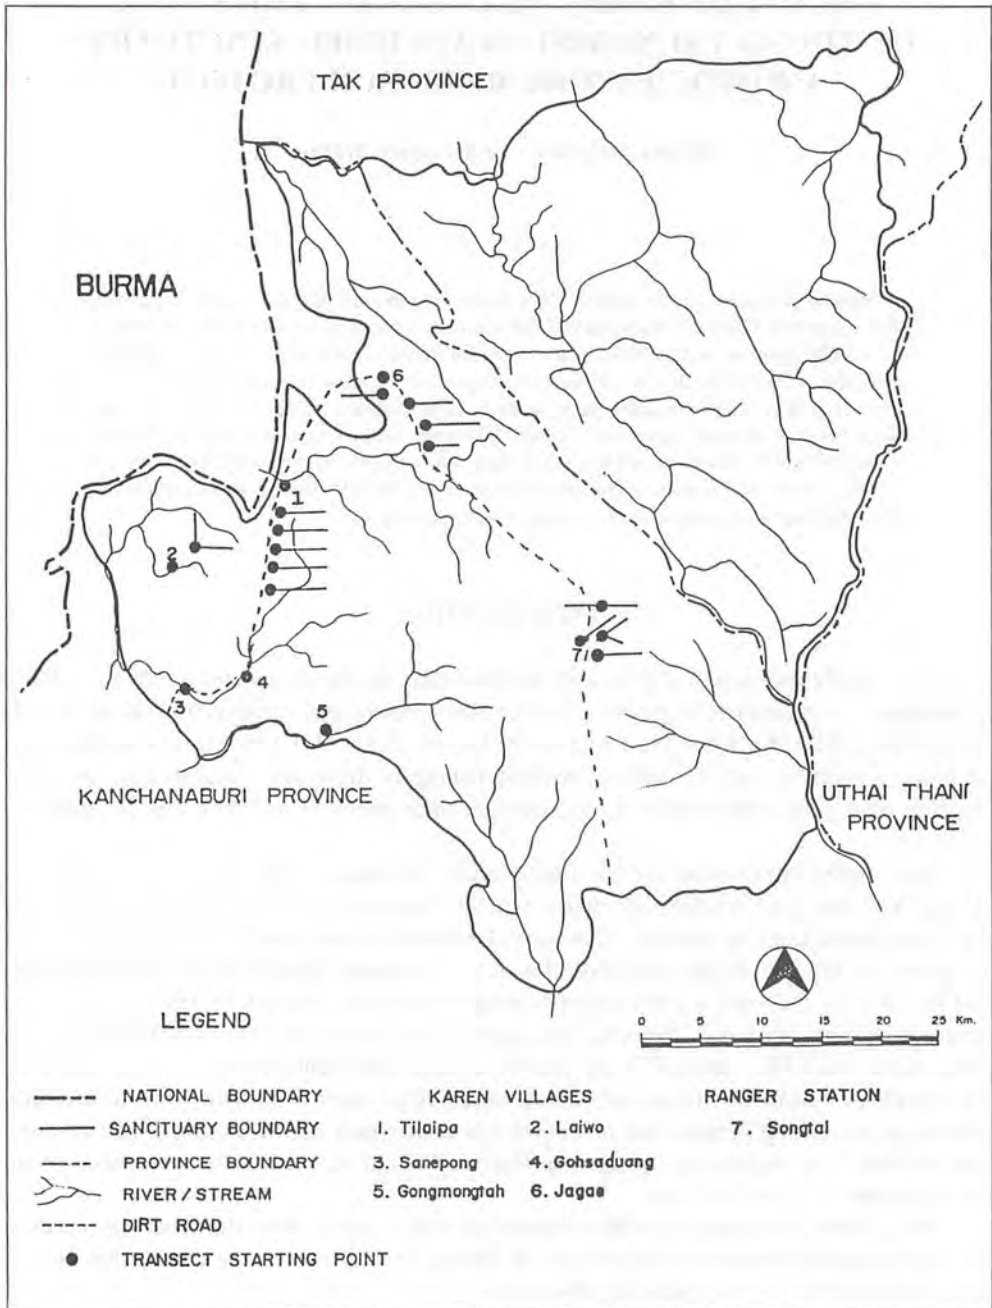 TAK PROVINCE
BURMA
6
1
2
7
4
3
5
KANCHANABURI PROVINCE
UTHAI THANI
PROVINCE
LEGEND
0 5 10 15 20 25 Km.
NATIONAL BOUNDARY
SANCTUARY BOUNDARY
PROVINCE BOUNDARY
RIVER/STREAM
DIRT ROAD
TRANSECT STARTING POINT
KAREN VILLAGES
1. Tilaipa 2. Laiwo
3. Sanepong 4. Gohsaduang
5. Gongmongtah 6. Jagae
RANGER STATION
7. Songtai